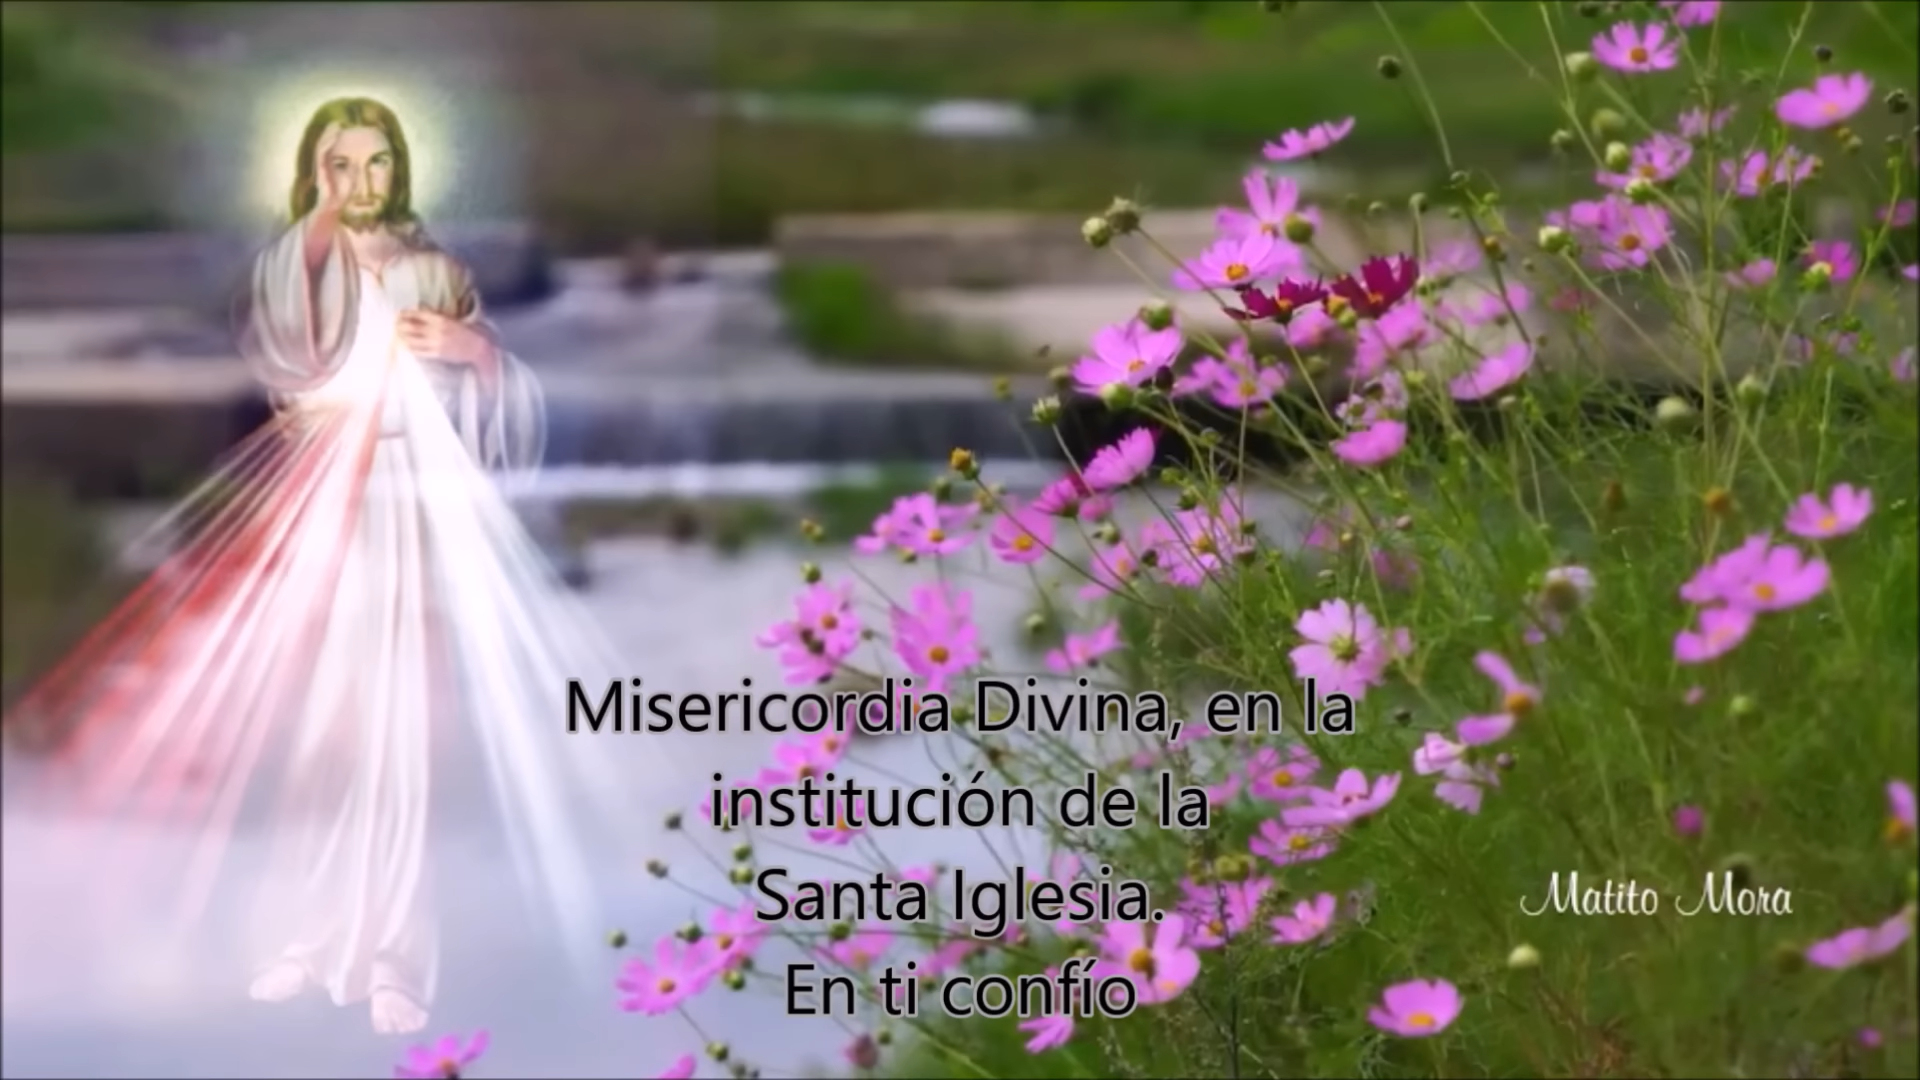 Misericordia Divina, en la
institución de la
Santa Iglesia.
En ti confío
Matito Mora